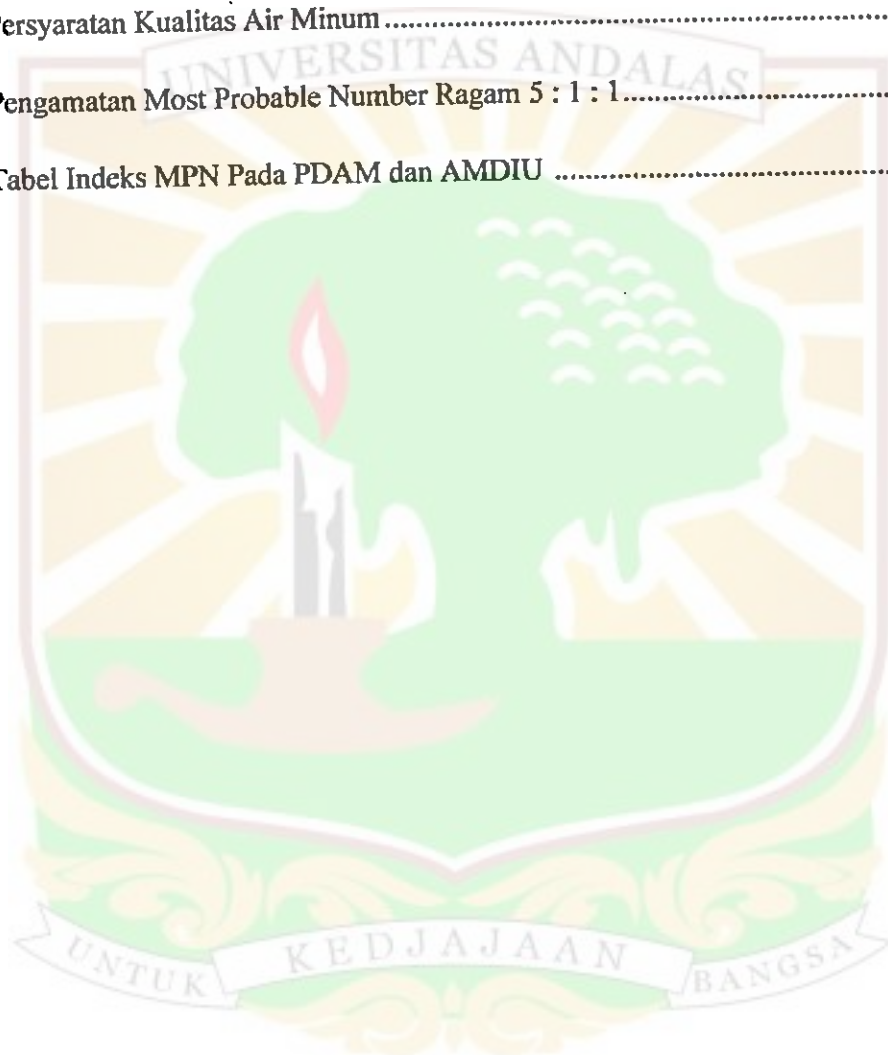 ersyaratan Kualitas Air Minum ................................................................
UNIVERSITAS ANDALAS
Pengamatan Most Probable Number Ragam 5 : 1 : 1................................
Tabel Indeks MPN Pada PDAM dan AMDIU ........................................
UNTUK KEDJAJAAN BANGSA